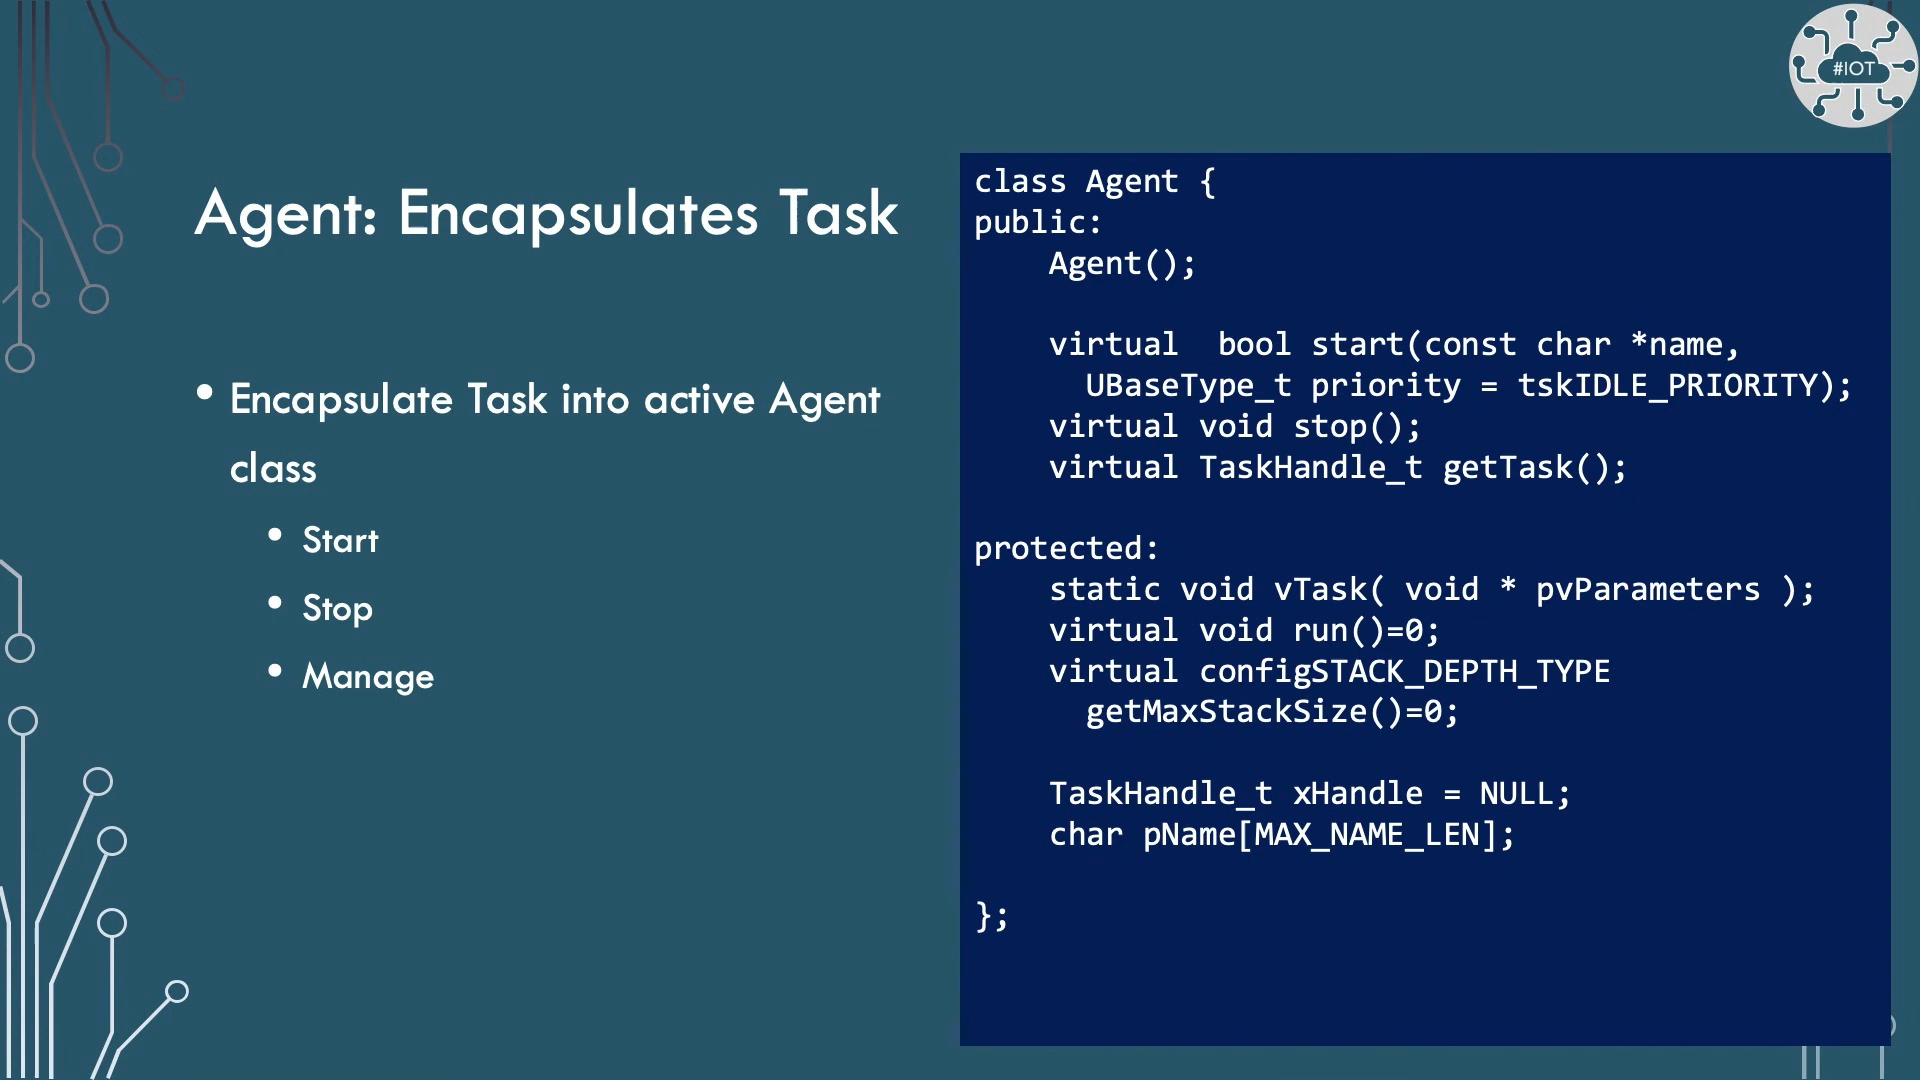 #IOT
Agent: Encapsulates Task
• Encapsulate Task into active Agent
class
• Start
• Stop
• Manage
class Agent {
public:
    Agent();

    virtual  bool start(const char *name,
      UBaseType_t priority = tskIDLE_PRIORITY);
    virtual void stop();
    virtual TaskHandle_t getTask();

protected:
    static void vTask( void * pvParameters );
    virtual void run()=0;
    virtual configSTACK_DEPTH_TYPE
      getMaxStackSize()=0;

    TaskHandle_t xHandle = NULL;
    char pName[MAX_NAME_LEN];

};